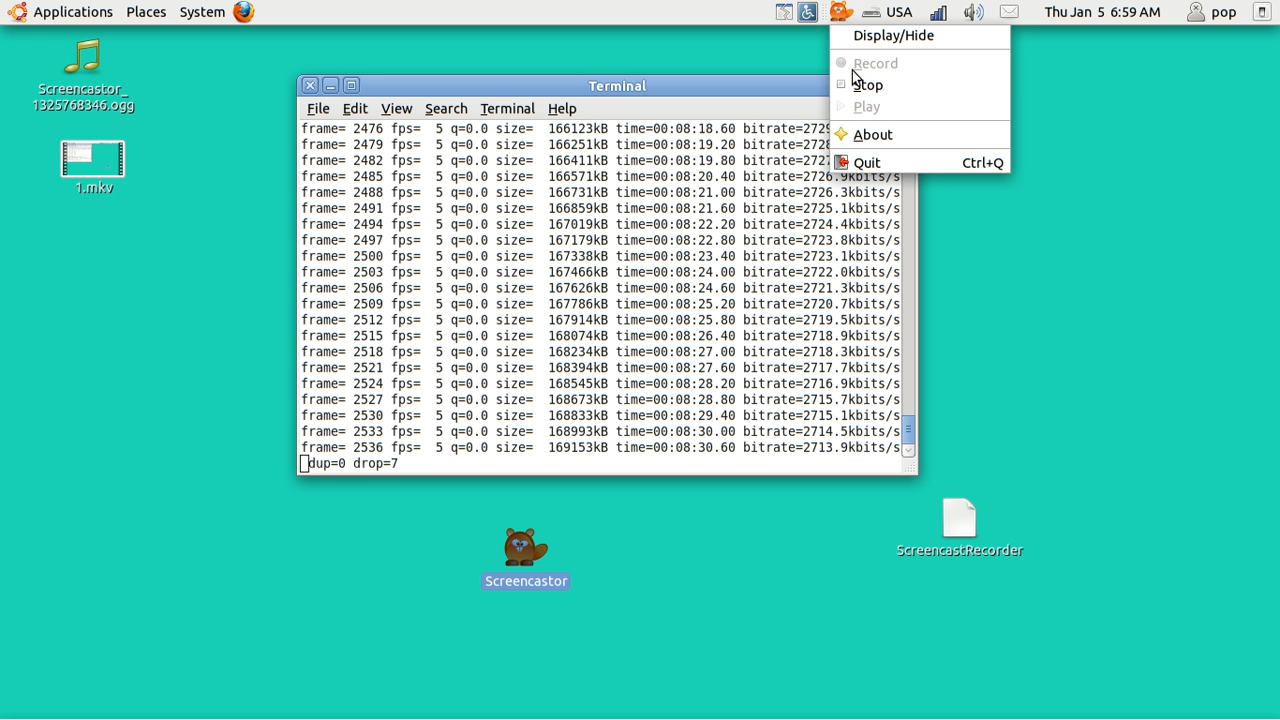 Applications Places System USA Thu Jan 5 6:59 AM pop
Screencastor_
1325768346.ogg
1.mkv
Display/Hide
Record
Stop
Play
About
Quit Ctrl+Q
Terminal
File Edit View Search Terminal Help
frame= 2476 fps= 5 q=0.0 size= 166123kB time=00:08:18.60 bitrate=2729
frame= 2479 fps= 5 q=0.0 size= 166251kB time=00:08:19.20 bitrate=2728
frame= 2482 fps= 5 q=0.0 size= 166411kB time=00:08:19.80 bitrate=2727
frame= 2485 fps= 5 q=0.0 size= 166571kB time=00:08:20.40 bitrate=2726.9kbits/s
frame= 2488 fps= 5 q=0.0 size= 166731kB time=00:08:21.00 bitrate=2726.3kbits/s
frame= 2491 fps= 5 q=0.0 size= 166859kB time=00:08:21.60 bitrate=2725.1kbits/s
frame= 2494 fps= 5 q=0.0 size= 167019kB time=00:08:22.20 bitrate=2724.4kbits/s
frame= 2497 fps= 5 q=0.0 size= 167179kB time=00:08:22.80 bitrate=2723.8kbits/s
frame= 2500 fps= 5 q=0.0 size= 167338kB time=00:08:23.40 bitrate=2723.1kbits/s
frame= 2503 fps= 5 q=0.0 size= 167466kB time=00:08:24.00 bitrate=2722.0kbits/s
frame= 2506 fps= 5 q=0.0 size= 167626kB time=00:08:24.60 bitrate=2721.3kbits/s
frame= 2509 fps= 5 q=0.0 size= 167786kB time=00:08:25.20 bitrate=2720.7kbits/s
frame= 2512 fps= 5 q=0.0 size= 167914kB time=00:08:25.80 bitrate=2719.5kbits/s
frame= 2515 fps= 5 q=0.0 size= 168074kB time=00:08:26.40 bitrate=2718.9kbits/s
frame= 2518 fps= 5 q=0.0 size= 168234kB time=00:08:27.00 bitrate=2718.3kbits/s
frame= 2521 fps= 5 q=0.0 size= 168394kB time=00:08:27.60 bitrate=2717.7kbits/s
frame= 2524 fps= 5 q=0.0 size= 168545kB time=00:08:28.20 bitrate=2716.9kbits/s
frame= 2527 fps= 5 q=0.0 size= 168673kB time=00:08:28.80 bitrate=2715.7kbits/s
frame= 2530 fps= 5 q=0.0 size= 168833kB time=00:08:29.40 bitrate=2715.1kbits/s
frame= 2533 fps= 5 q=0.0 size= 168993kB time=00:08:30.00 bitrate=2714.5kbits/s
frame= 2536 fps= 5 q=0.0 size= 169153kB time=00:08:30.60 bitrate=2713.9kbits/s
dup=0 drop=7
Screencastor
ScreencastRecorder